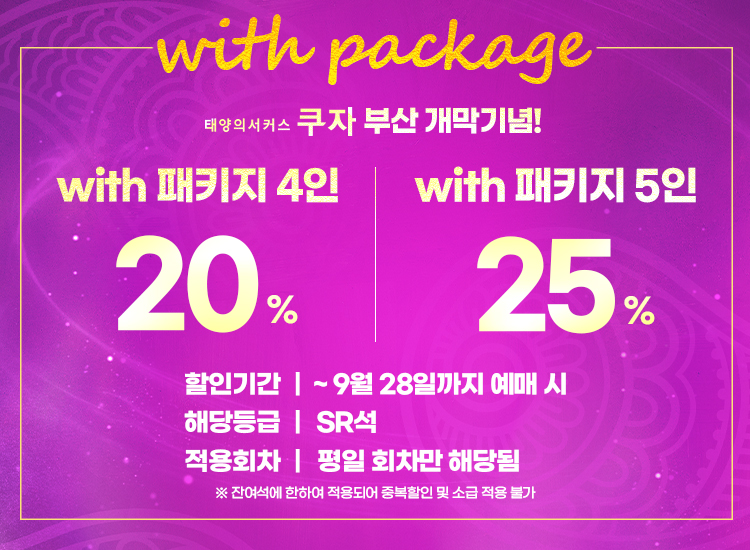 with package
태양의서커스 쿠자 부산 개막기념!
with 패키지 4인
20%
with 패키지 5인
25%
할인기간 | ~ 9월 28일까지 예매 시
해당등급 | SR석
적용회차 | 평일 회차만 해당됨
※ 잔여석에 한하여 적용되어 중복할인 및 소급 적용 불가